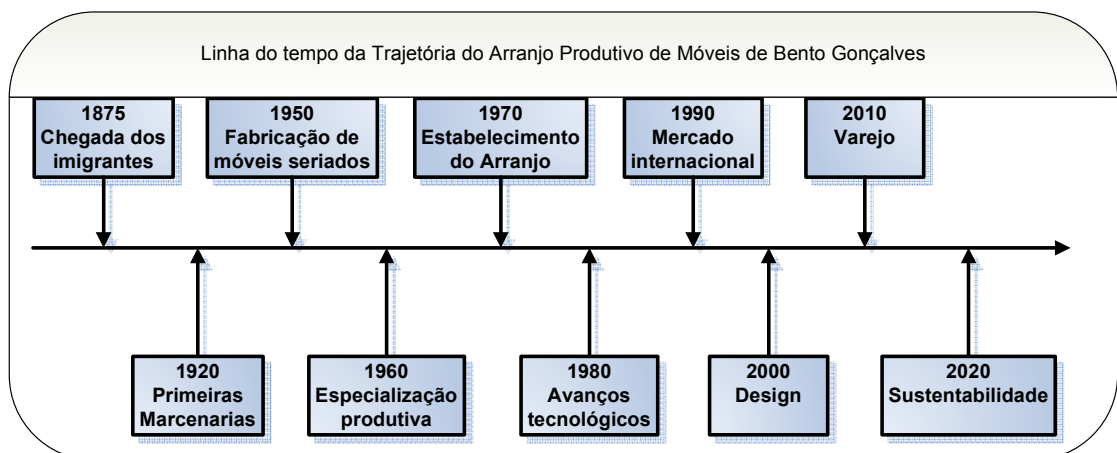 Linha do tempo da Trajetória do Arranjo Produtivo de Móveis de Bento Gonçalves
1875
Chegada dos
imigrantes
1950
Fabricação de
móveis seriados
1970
Estabelecimento
do Arranjo
1990
Mercado
internacional
2010
Varejo
1920
Primeiras
Marcenarias
1960
Especialização
produtiva
1980
Avanços
tecnológicos
2000
Design
2020
Sustentabilidade